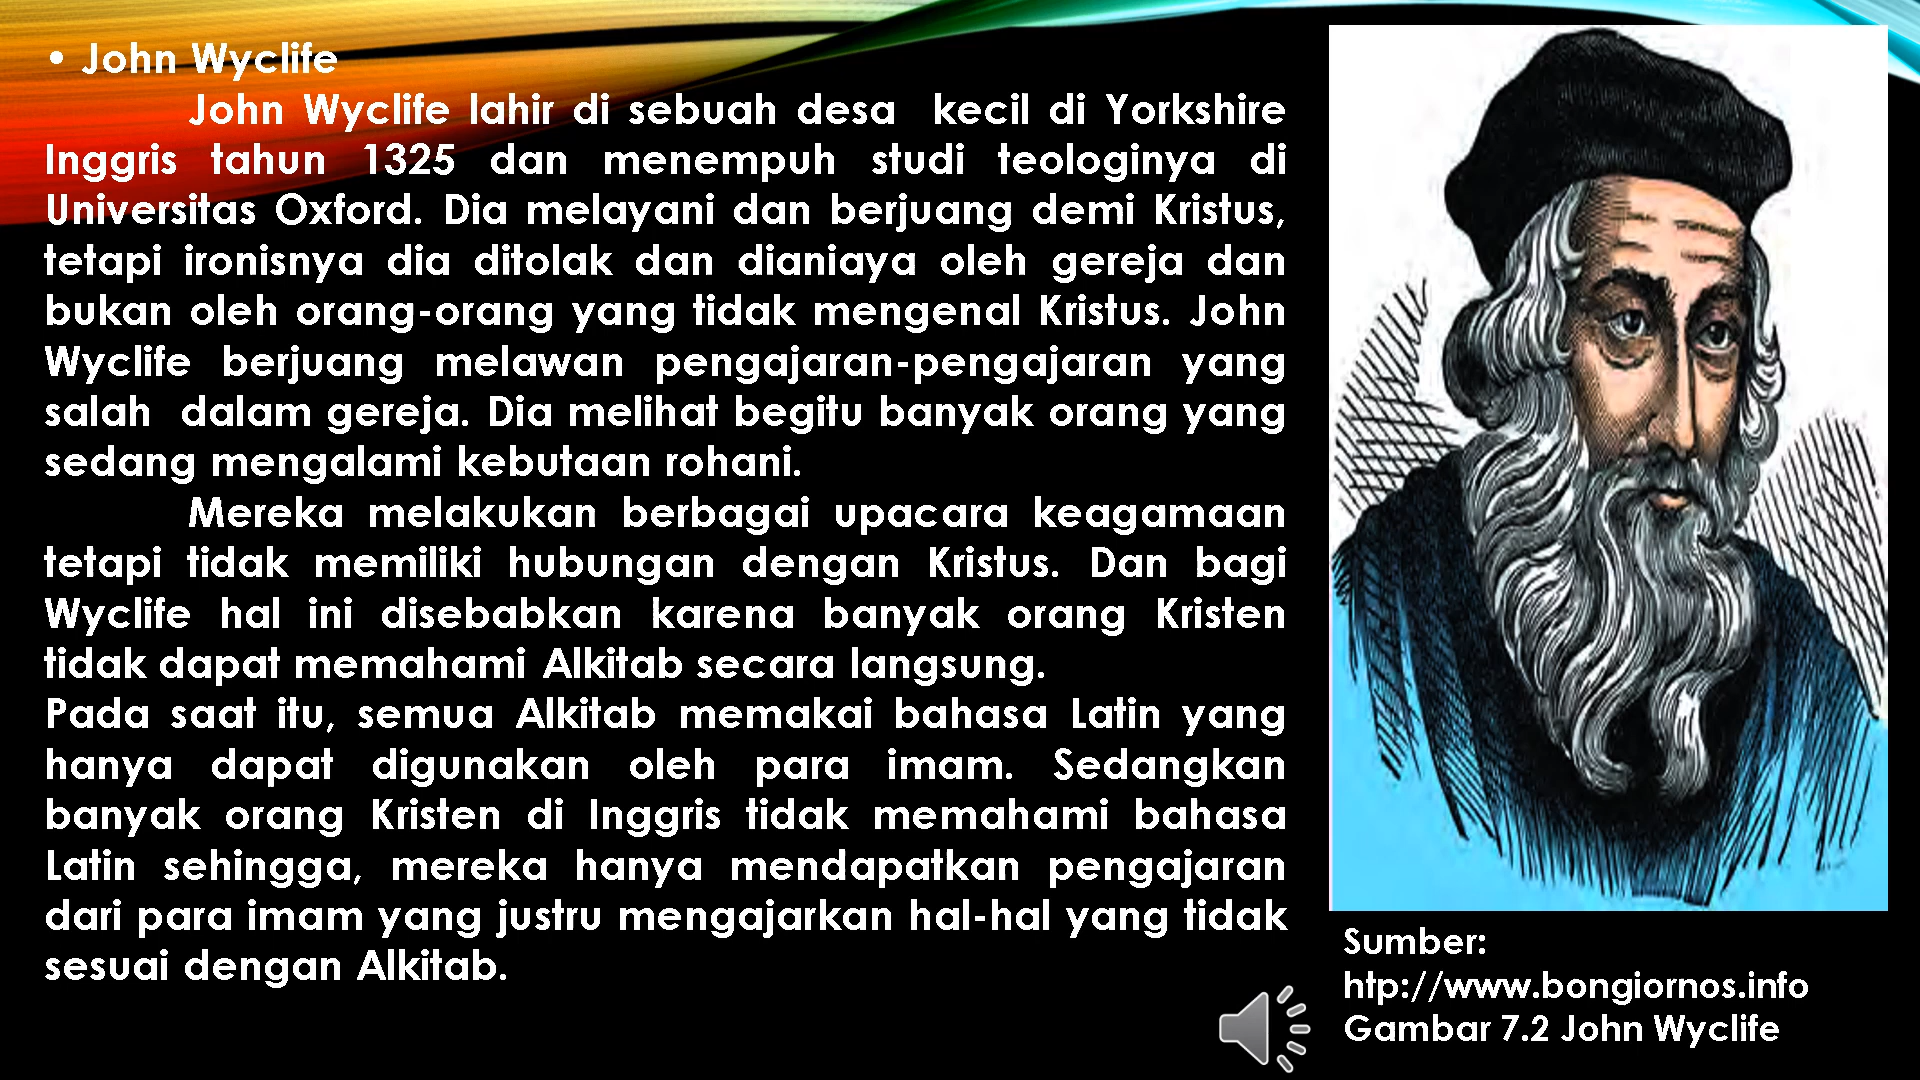 • John Wyclife
John Wyclife lahir di sebuah desa kecil di Yorkshire
Inggris tahun 1325 dan menempuh studi teologinya di
Universitas Oxford. Dia melayani dan berjuang demi Kristus,
tetapi ironisnya dia ditolak dan dianiaya oleh gereja dan
bukan oleh orang-orang yang tidak mengenal Kristus. John
Wyclife berjuang melawan pengajaran-pengajaran yang
salah dalam gereja. Dia melihat begitu banyak orang yang
sedang mengalami kebutaan rohani.
Mereka melakukan berbagai upacara keagamaan
tetapi tidak memiliki hubungan dengan Kristus. Dan bagi
Wyclife hal ini disebabkan karena banyak orang Kristen
tidak dapat memahami Alkitab secara langsung.
Pada saat itu, semua Alkitab memakai bahasa Latin yang
hanya dapat digunakan oleh para imam. Sedangkan
banyak orang Kristen di Inggris tidak memahami bahasa
Latin sehingga, mereka hanya mendapatkan pengajaran
dari para imam yang justru mengajarkan hal-hal yang tidak
sesuai dengan Alkitab.
Sumber:
htp://www.bongiornos.info
Gambar 7.2 John Wyclife